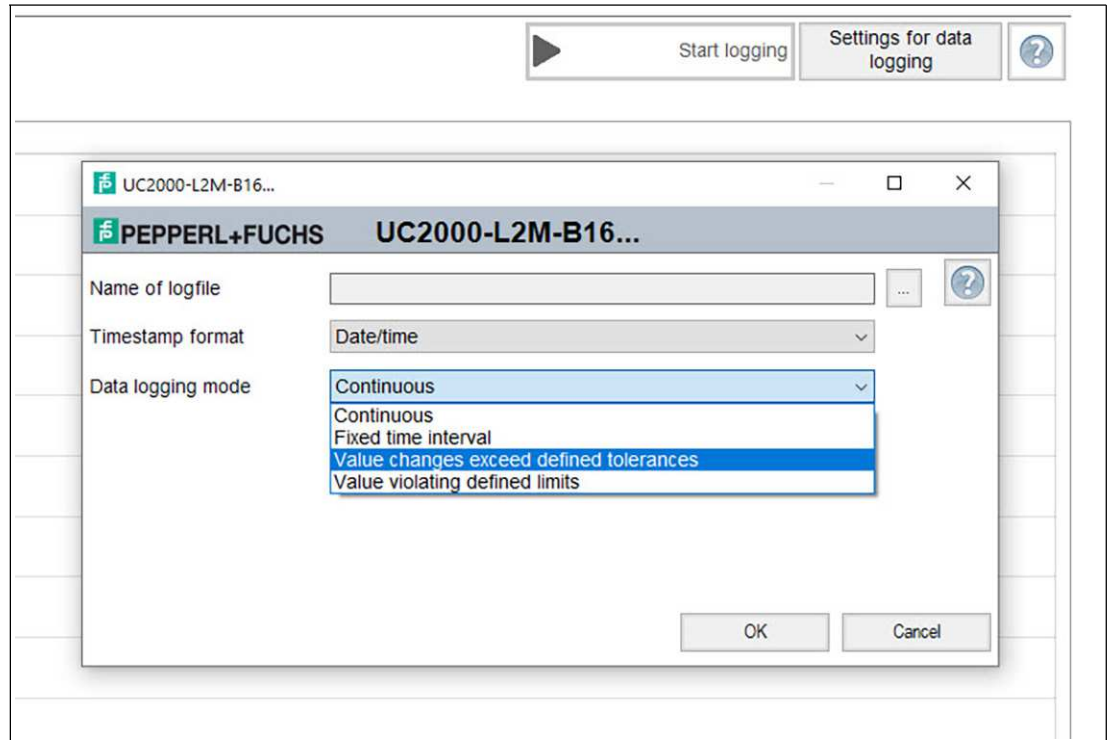 Start logging
Settings for data
logging
?
UC2000-L2M-B16...
PEPPERL+FUCHS UC2000-L2M-B16...
Name of logfile
...
?
Timestamp format
Date/time
Data logging mode
Continuous
Continuous
Fixed time interval
Value changes exceed defined tolerances
Value violating defined limits
OK
Cancel